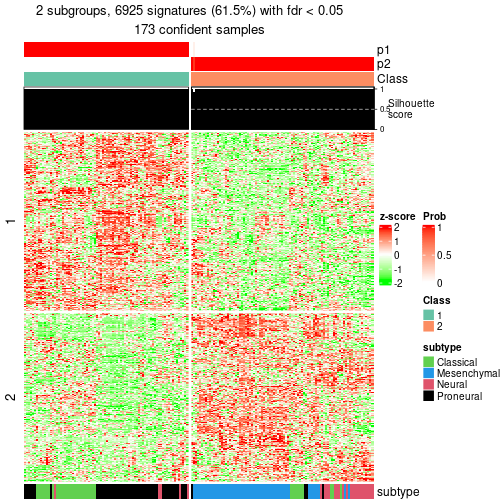 2 subgroups, 6925 signatures (61.5%) with fdr < 0.05
173 confident samples
p1
p2
Class
1
0.5
0
Silhouette
score
1
2
z-score
2
1
0
-1
-2
Prob
1
0.5
0
Class
1
2
subtype
Classical
Mesenchymal
Neural
Proneural
subtype